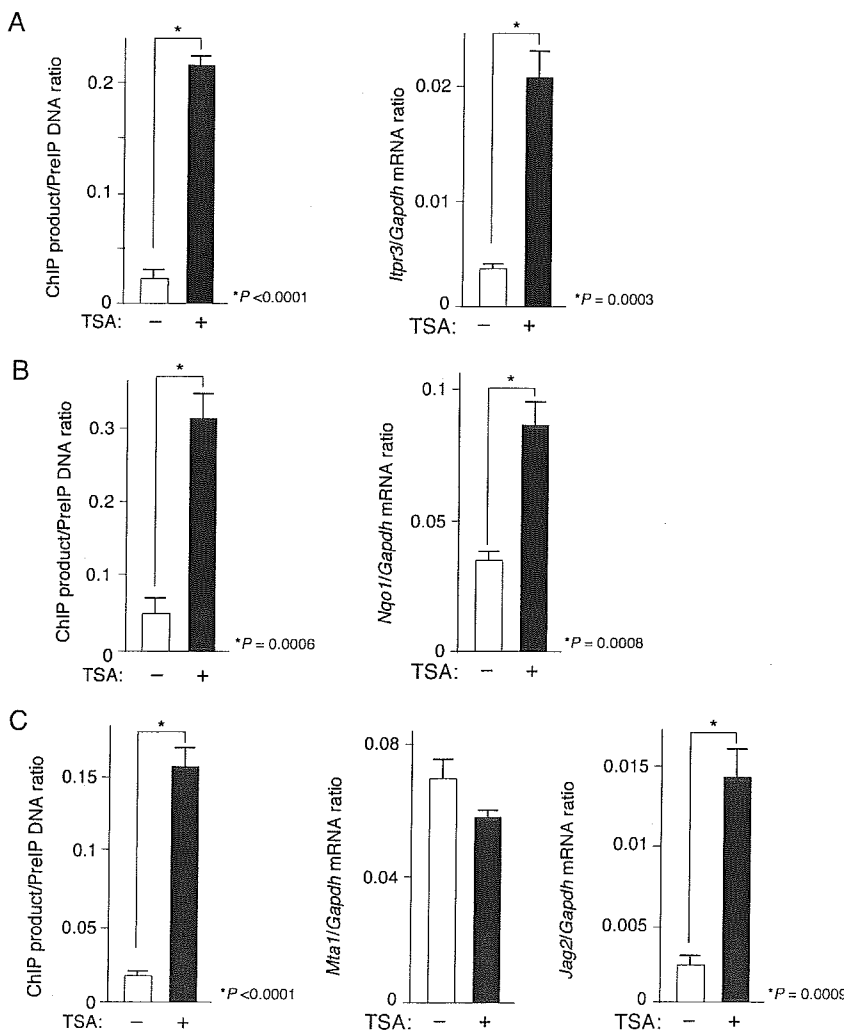 A
ChIP product/PreIP DNA ratio
0.2
0.1
0
*
TSA: − +
*P <0.0001
Itpr3/Gapdh mRNA ratio
0.02
0.01
0
*
TSA: − +
*P = 0.0003
B
ChIP product/PreIP DNA ratio
0.3
0.2
0.1
0
*
TSA: − +
*P = 0.0006
Nqo1/Gapdh mRNA ratio
0.1
0.05
0
*
TSA: − +
*P = 0.0008
C
ChIP product/PreIP DNA ratio
0.15
0.1
0.05
0
*
TSA: − +
*P <0.0001
Mta1/Gapdh mRNA ratio
0.08
0.04
0
TSA: − +
Jag2/Gapdh mRNA ratio
0.015
0.01
0.005
0
*
TSA: − +
*P = 0.0009